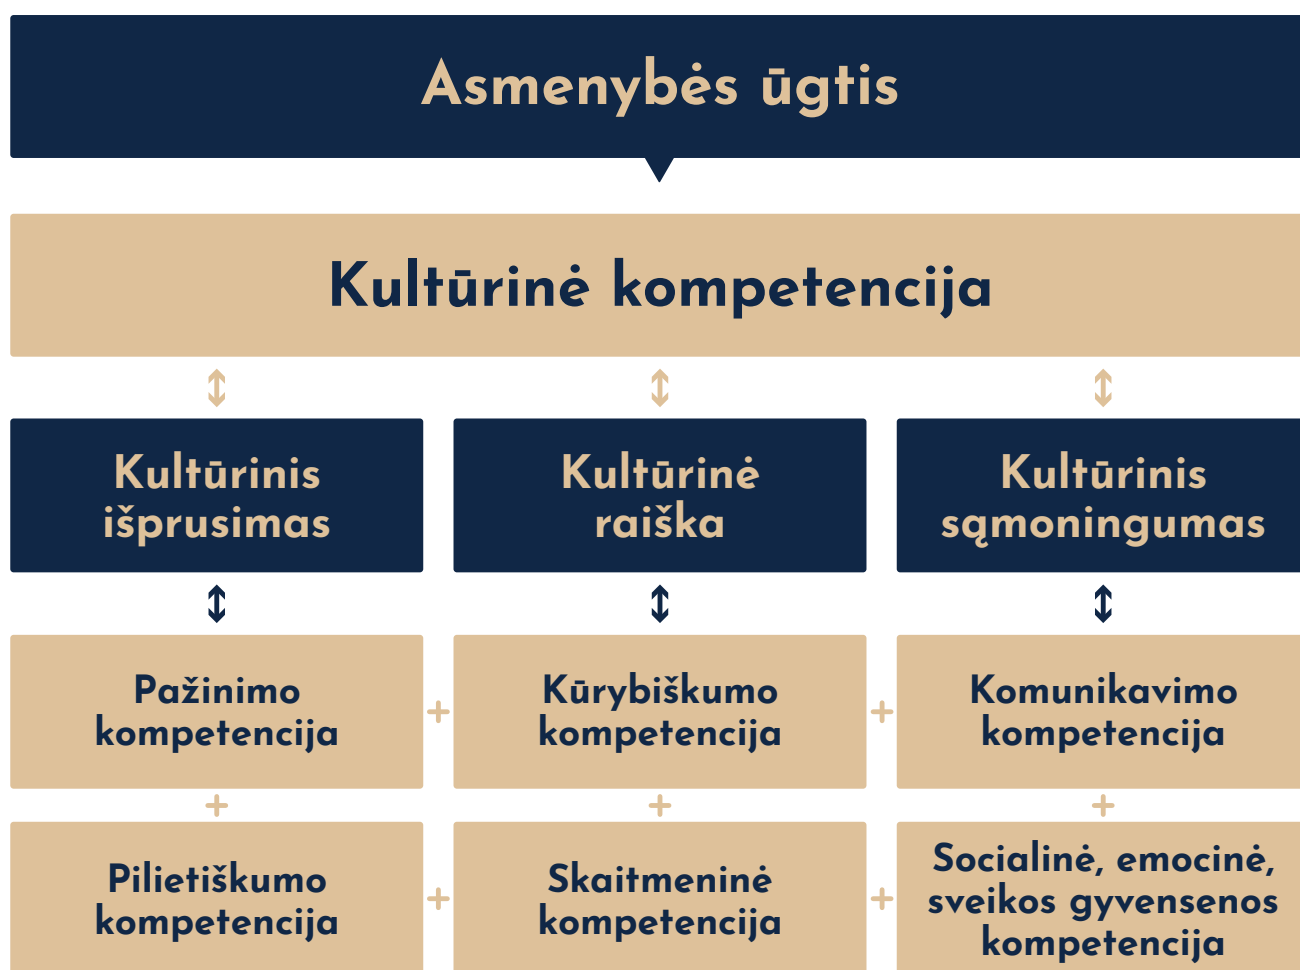 Asmenybės ūgtis
Kultūrinė kompetencija
Kultūrinis
išprusimas
Kultūrinė
raiška
Kultūrinis
sąmoningumas
Pažinimo
kompetencija
+
Kūrybiškumo
kompetencija
+
Komunikavimo
kompetencija
+
+
+
Pilietiškumo
kompetencija
+
Skaitmeninė
kompetencija
+
Socialinė, emocinė,
sveikos gyvensenos
kompetencija